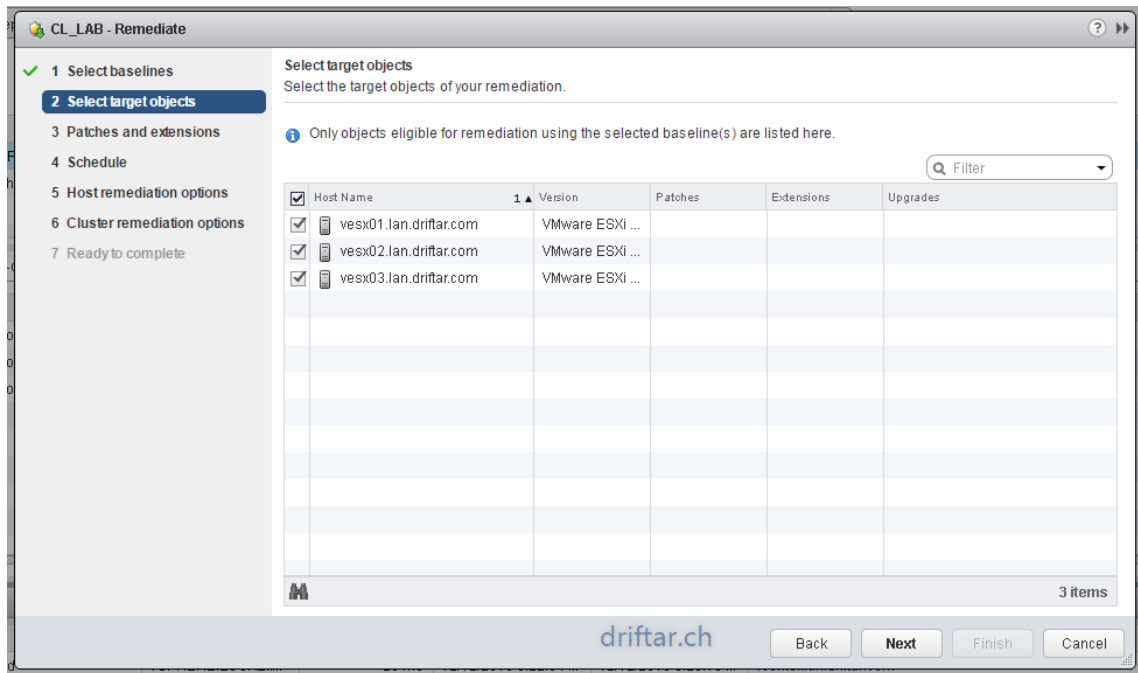 CL_LAB - Remediate
1 Select baselines
2 Select target objects
3 Patches and extensions
4 Schedule
5 Host remediation options
6 Cluster remediation options
7 Ready to complete
Select target objects
Select the target objects of your remediation.
Only objects eligible for remediation using the selected baseline(s) are listed here.
Filter
Host Name 1 Version Patches Extensions Upgrades
vesx01.lan.driftar.com VMware ESXi ...
vesx02.lan.driftar.com VMware ESXi ...
vesx03.lan.driftar.com VMware ESXi ...
3 items
driftar.ch
Back Next Finish Cancel